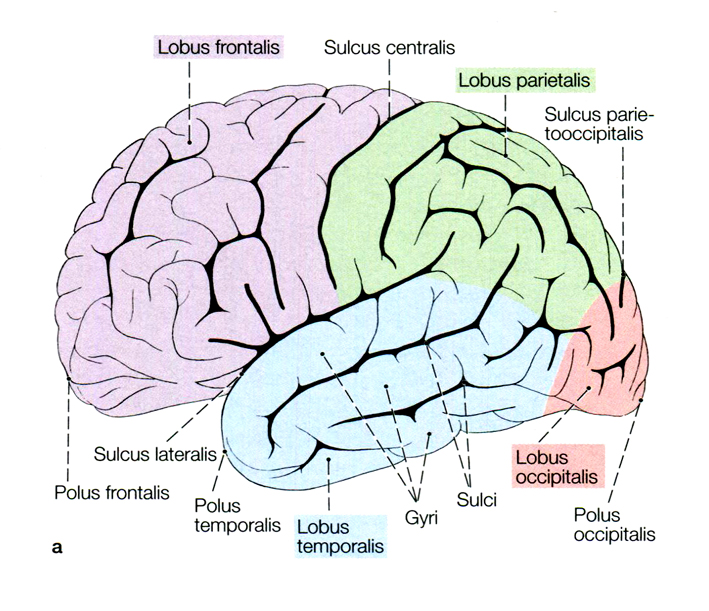 Lobus frontalis
Sulcus centralis
Lobus parietalis
Sulcus parie-
tooccipitalis
Sulcus lateralis
Polus frontalis
Polus
temporalis
Lobus
temporalis
Gyri
Sulci
Lobus
occipitalis
Polus
occipitalis
a